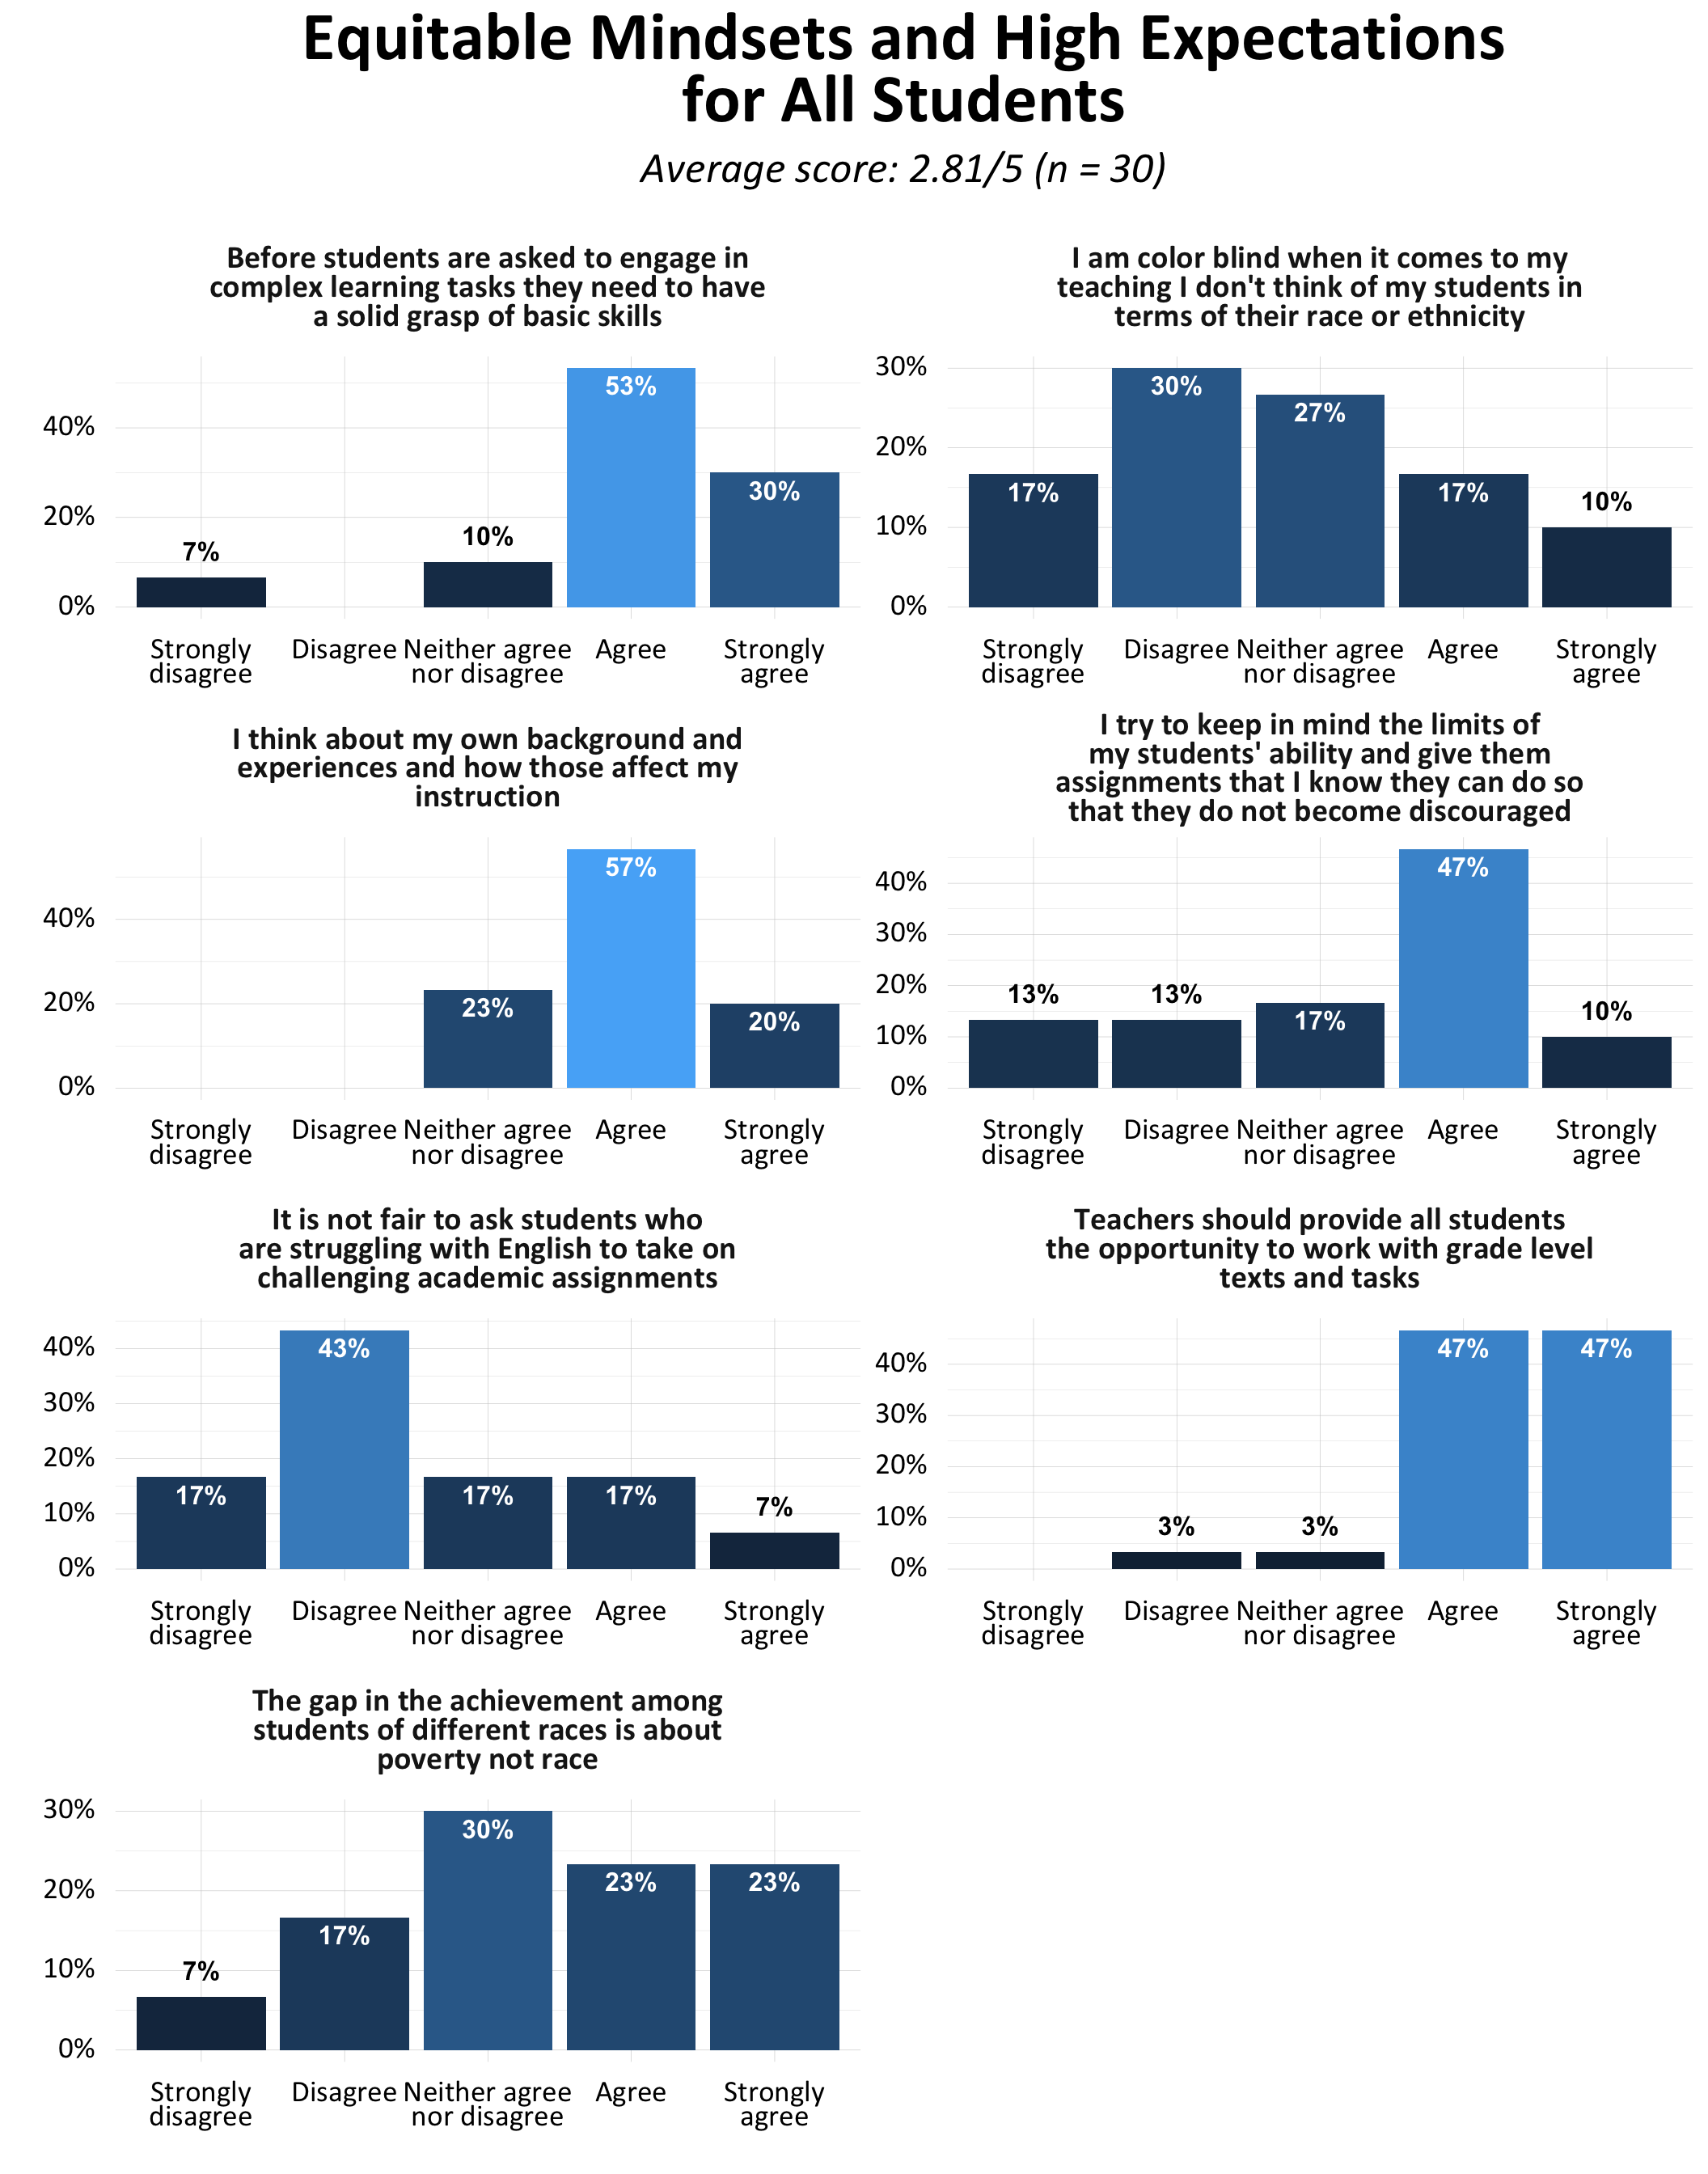 Equitable Mindsets and High Expectations
for All Students
Average score: 2.81/5 (n = 30)
Before students are asked to engage in
complex learning tasks they need to have
a solid grasp of basic skills
40%
20%
0%
7%
10%
53%
30%
Strongly
disagree
Disagree
Neither agree
nor disagree
Agree
Strongly
agree
I am color blind when it comes to my
teaching I don't think of my students in
terms of their race or ethnicity
30%
20%
10%
0%
17%
30%
27%
17%
10%
Strongly
disagree
Disagree
Neither agree
nor disagree
Agree
Strongly
agree
I think about my own background and
experiences and how those affect my
instruction
40%
20%
0%
23%
57%
20%
Strongly
disagree
Disagree
Neither agree
nor disagree
Agree
Strongly
agree
I try to keep in mind the limits of
my students' ability and give them
assignments that I know they can do so
that they do not become discouraged
40%
30%
20%
10%
0%
13%
13%
17%
47%
10%
Strongly
disagree
Disagree
Neither agree
nor disagree
Agree
Strongly
agree
It is not fair to ask students who
are struggling with English to take on
challenging academic assignments
40%
30%
20%
10%
0%
17%
43%
17%
17%
7%
Strongly
disagree
Disagree
Neither agree
nor disagree
Agree
Strongly
agree
Teachers should provide all students
the opportunity to work with grade level
texts and tasks
40%
30%
20%
10%
0%
3%
3%
47%
47%
Strongly
disagree
Disagree
Neither agree
nor disagree
Agree
Strongly
agree
The gap in the achievement among
students of different races is about
poverty not race
30%
20%
10%
0%
7%
17%
30%
23%
23%
Strongly
disagree
Disagree
Neither agree
nor disagree
Agree
Strongly
agree